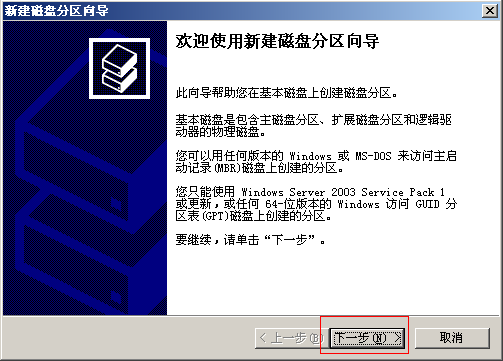 新建磁盘分区向导
欢迎使用新建磁盘分区向导
此向导帮助您在基本磁盘上创建磁盘分区。
基本磁盘是包含主磁盘分区、扩展磁盘分区和逻辑驱
动器的物理磁盘。
您可以用任何版本的 Windows 或 MS-DOS 来访问主启
动记录(MBR)磁盘上创建的分区。
您只能使用 Windows Server 2003 Service Pack 1
或更新，或任何 64-位版本的 Windows 访问 GUID 分
区表(GPT)磁盘上创建的分区。
要继续，请单击“下一步”。
< 上一步(B) 下一步(N) > 取消